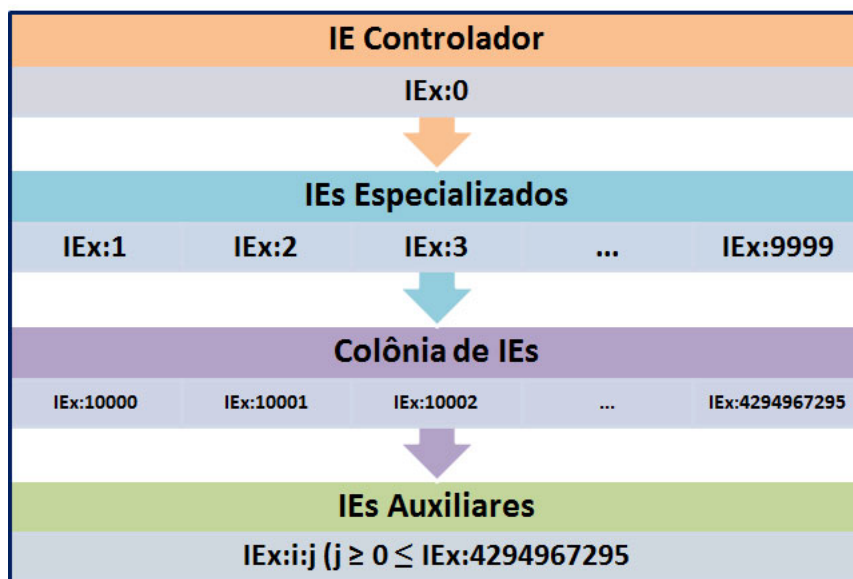 IE Controlador
IEx:0
IEs Especializados
IEx:1 IEx:2 IEx:3 ... IEx:9999
Colônia de IEs
IEx:10000 IEx:10001 IEx:10002 ... IEx:4294967295
IEs Auxiliares
IEx:i:j (j ≥ 0 ≤ IEx:4294967295